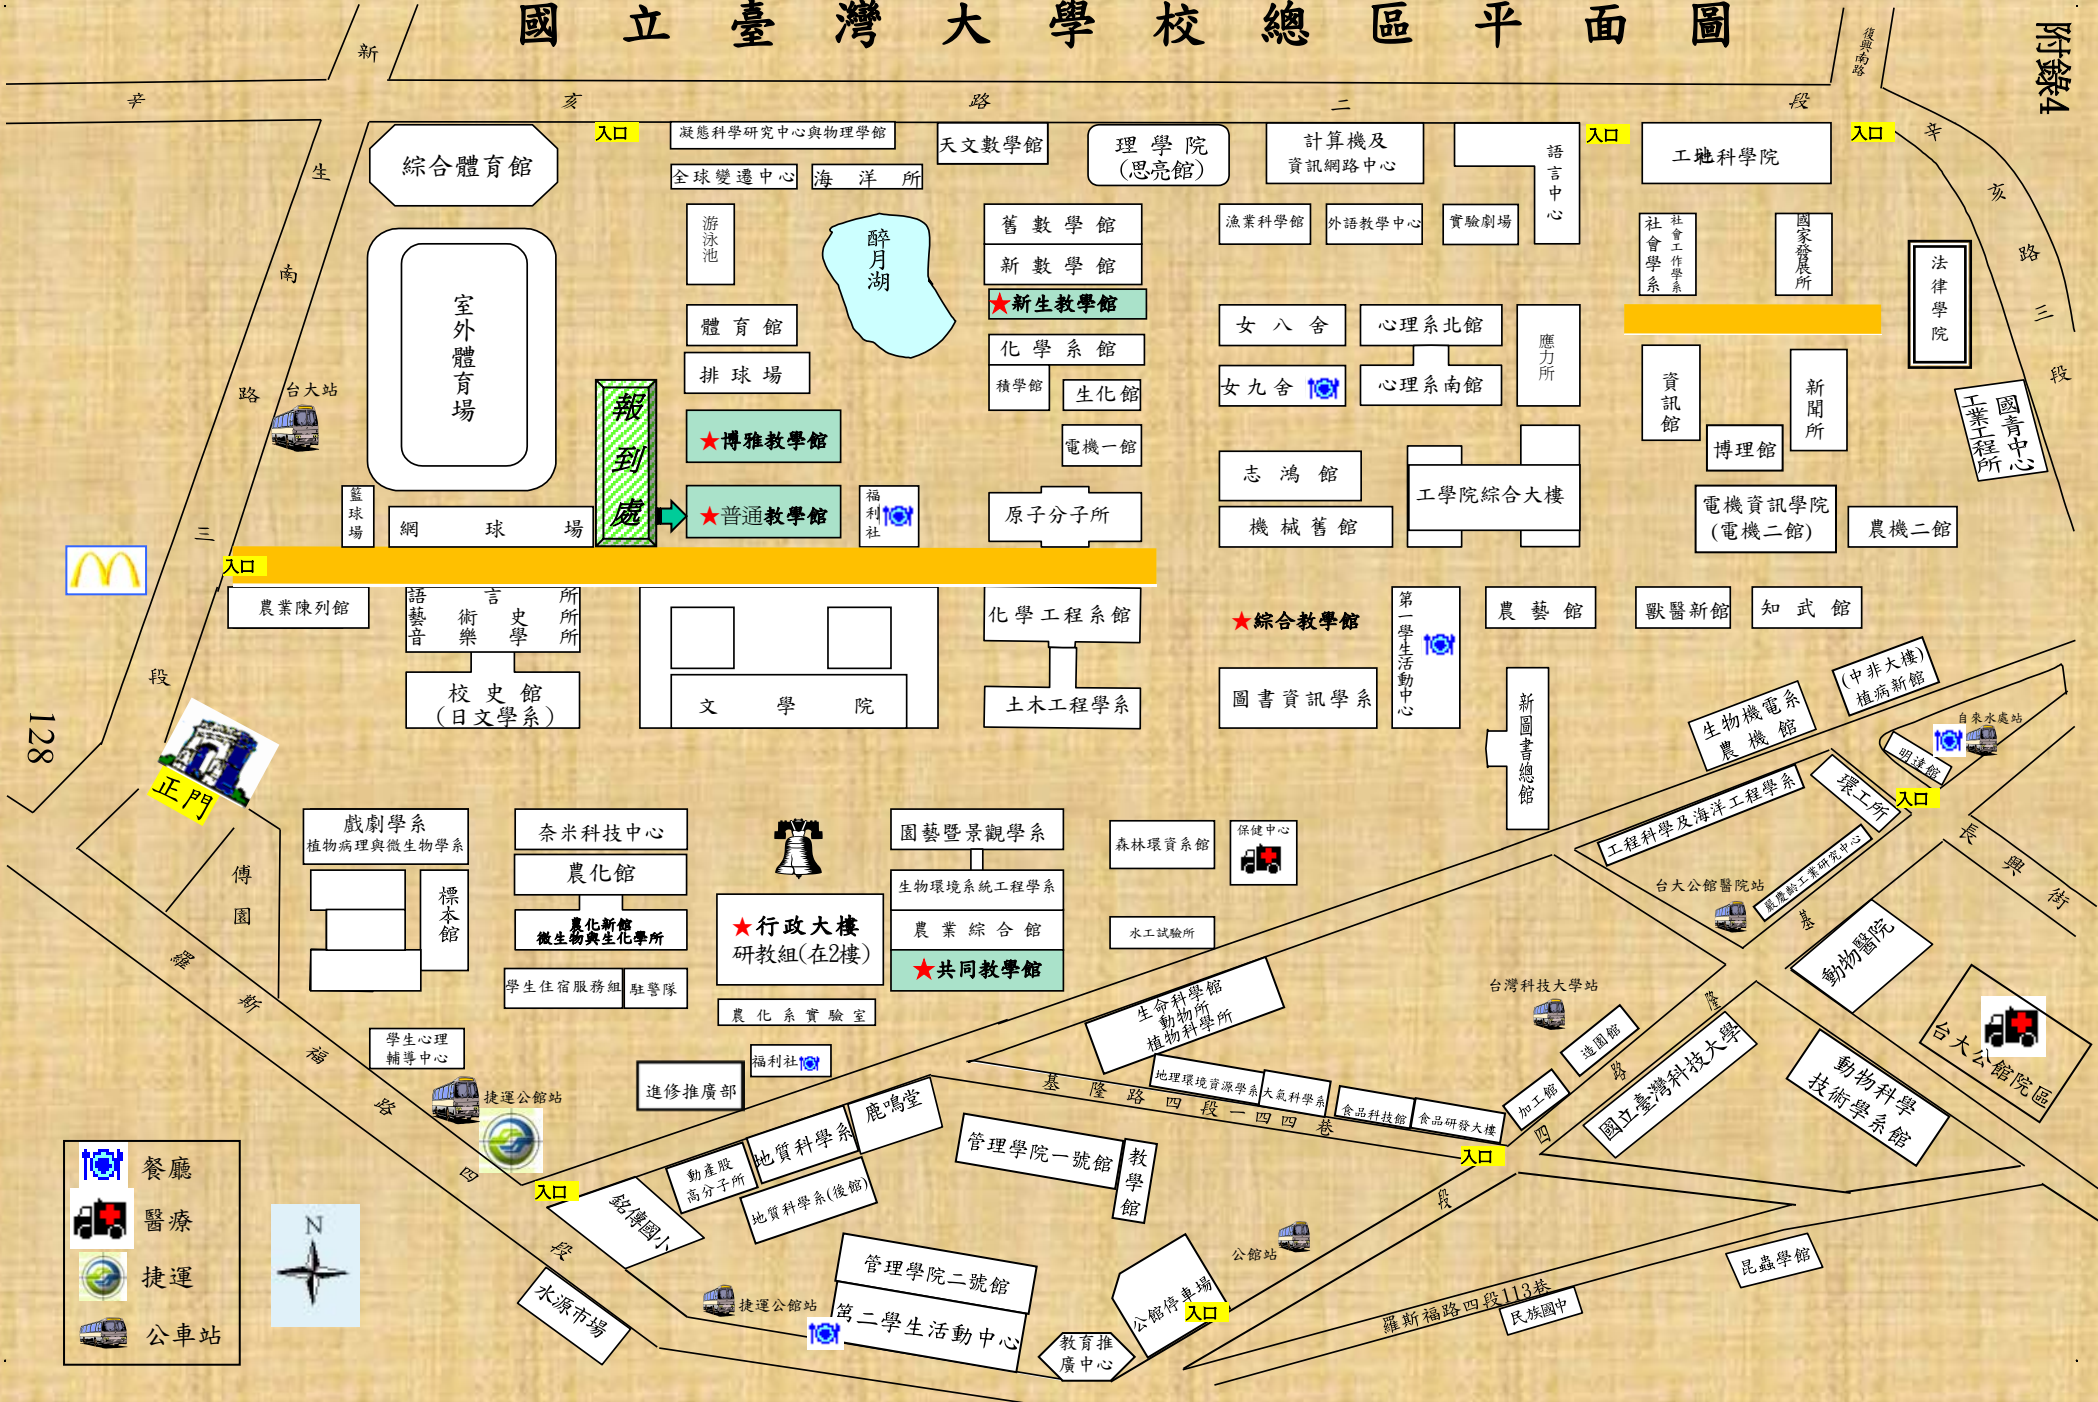 國立臺灣大學校總區平面圖
附錄4
128
新
生
南
路
三
段
辛亥路二段
復興南路
辛
亥
路
三
段
入口
入口
入口
綜合體育館
凝態科學研究中心與物理學館
天文數學館
理學院
(思亮館)
計算機及
資訊網路中心
語言中心
全球變遷中心
海洋所
游泳池
醉月湖
舊數學館
新數學館
★新生教學館
漁業科學館
外語教學中心
實驗劇場
社會學系
社會工作學系
國家發展所
法律學院
室外體育場
體育館
排球場
化學系館
積學館
生化館
女八舍
心理系北館
女九舍
心理系南館
應力所
資訊館
新聞所
博理館
國青中心
工業工程所
台大站
報到處
★博雅教學館
電機一館
志鴻館
工學院綜合大樓
籃球場
網球場
★普通教學館
福利社
原子分子所
機械舊館
電機資訊學院
(電機二館)
農機二館
入口
農業陳列館
語言所
藝術史所
音樂學所
校史館
(日文學系)
文學院
化學工程系館
土木工程學系
★綜合教學館
圖書資訊學系
第一學生活動中心
農藝館
獸醫新館
知武館
新圖書總館
生物機電系
農機館
(中非大樓)
植病新館
自來水處站
明達館
入口
正門
傅園
戲劇學系
植物病理與微生物學系
標本館
奈米科技中心
農化館
農化新館
微生物與生化學所
學生住宿服務組
駐警隊
★行政大樓
研教組(在2樓)
農化系實驗室
園藝暨景觀學系
生物環境系統工程學系
農業綜合館
★共同教學館
森林環資系館
保健中心
水工試驗所
工程科學及海洋工程學系
環工所
嚴慶齡工業研究中心
台大公館醫院站
長興街
動物醫院
台大公館院區
學生心理
輔導中心
捷運公館站
進修推廣部
福利社
生命科學館
動物所
植物科學所
台灣科技大學站
造園館
加工館
國立臺灣科技大學
動物科學
技術學系館
羅斯福路四段
基隆路四段一四四巷
地理環境資源學系
大氣科學系
食品科技館
食品研發大樓
入口
基隆路四段
鹿鳴堂
地質科學系
動產股
高分子所
地質科學系(後館)
入口
銘傳國小
水源市場
管理學院一號館
教學館
管理學院二號館
第二學生活動中心
捷運公館站
公館站
公館停車場
入口
教育推
廣中心
羅斯福路四段113巷
民族國中
昆蟲學館
餐廳
醫療
捷運
公車站
N